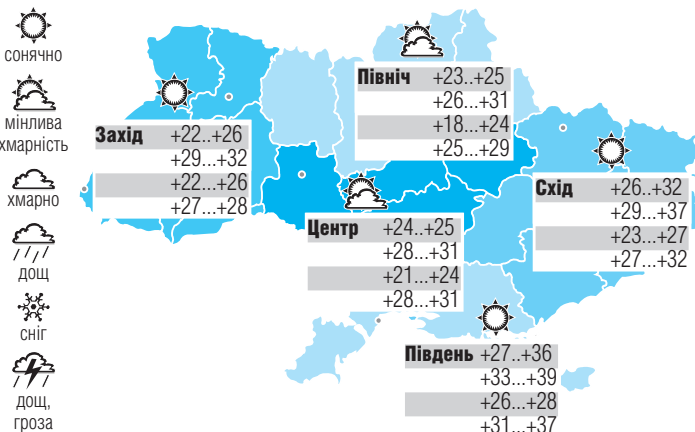 сонячно
мінлива
хмарність
хмарно
дощ
сніг
дощ,
гроза
Північ +23..+25
+26...+31
+18...+24
+25...+29
Захід +22..+26
+29...+32
+22...+26
+27...+28
Схід +26...+32
+29...+37
+23...+27
+27...+32
Центр +24..+25
+28...+31
+21...+24
+28...+31
Південь +27..+36
+33...+39
+26...+28
+31...+37